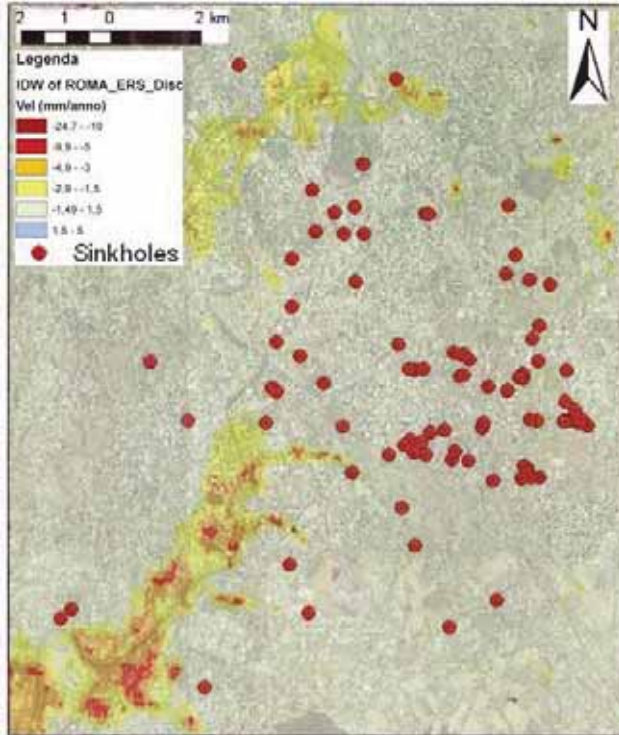 2 0 2 km
N
Legenda
IDW of ROMA_ERS_Disc
Vel (mm/anno)
-24.7 - -10
-9.9 - -5
-4.9 - -3
-2.9 - -1.5
-1.49 - 1.5
1.5 - 5
Sinkholes